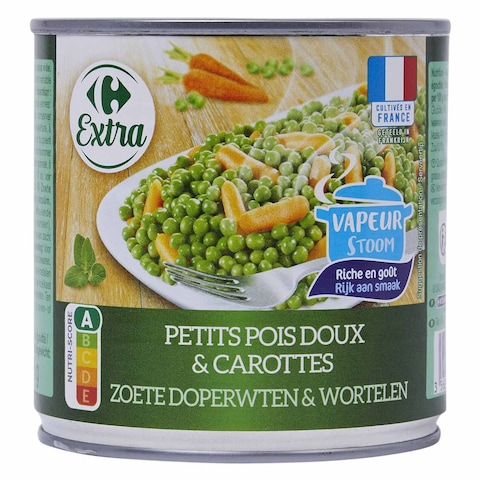 Extra
CULTIVÉS EN
FRANCE
GETEELD IN
FRANKRIJK
VAPEUR
STOOM
Riche en goût
Rijk aan smaak
NUTRI-SCORE
A
B
C
D
E
PETITS POIS DOUX
& CAROTTES
ZOETE DOPERWTEN & WORTELEN